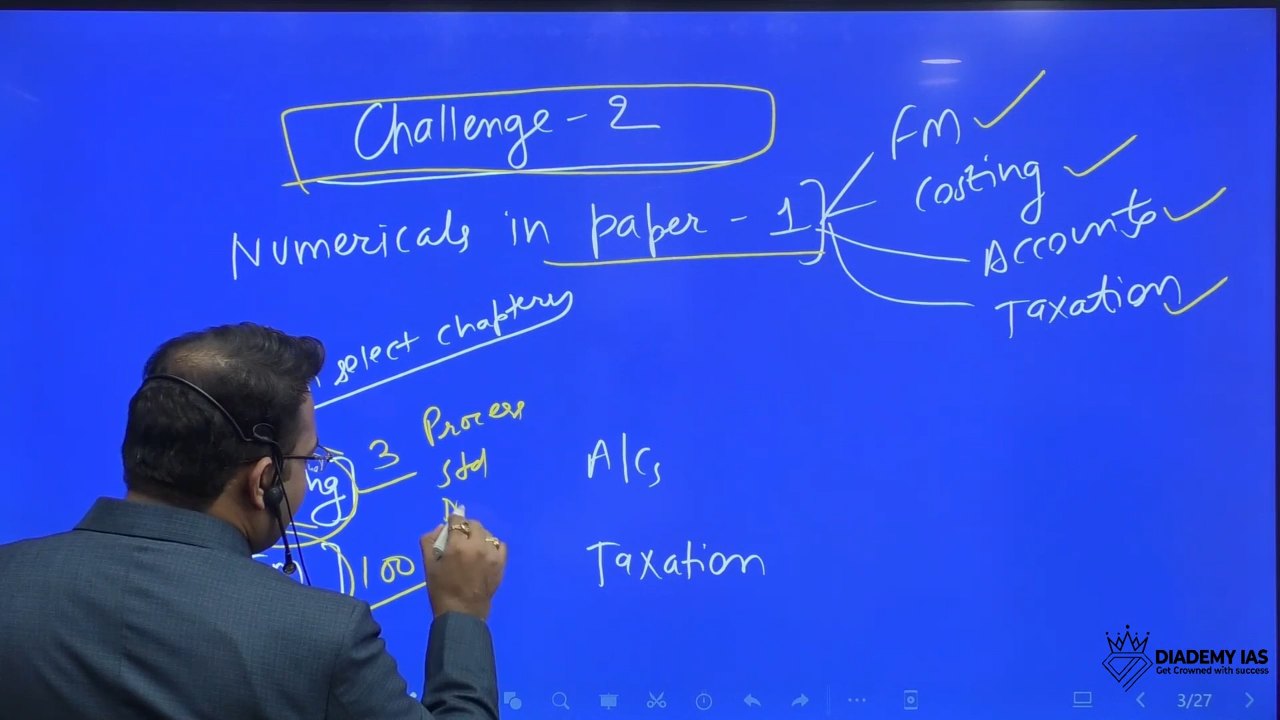 Challenge - 2
FM
Costing
Numericals in paper - 1
Accounts
Taxation
select chapters
3 Process
Std
A/Cs
100
Taxation
DIADEMY IAS
Get Crowned with success
3/27